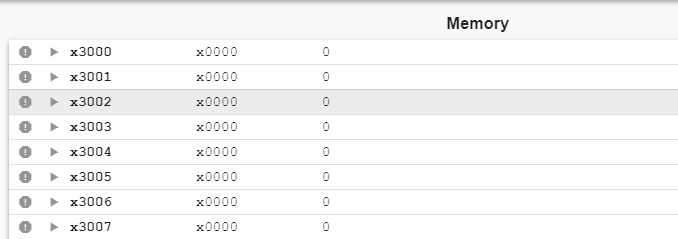 Memory
x3000 x0000 0
x3001 x0000 0
x3002 x0000 0
x3003 x0000 0
x3004 x0000 0
x3005 x0000 0
x3006 x0000 0
x3007 x0000 0